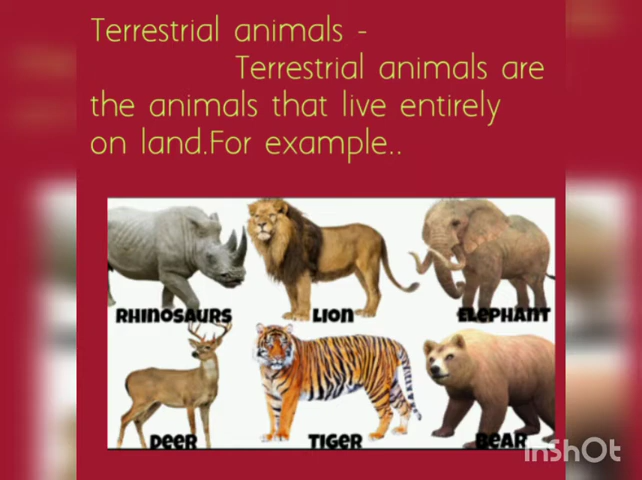 Terrestrial animals -
Terrestrial animals are
the animals that live entirely
on land.For example..
RHINOSAURS LION ELEPHANT
DEER TIGER BEAR
InShOt